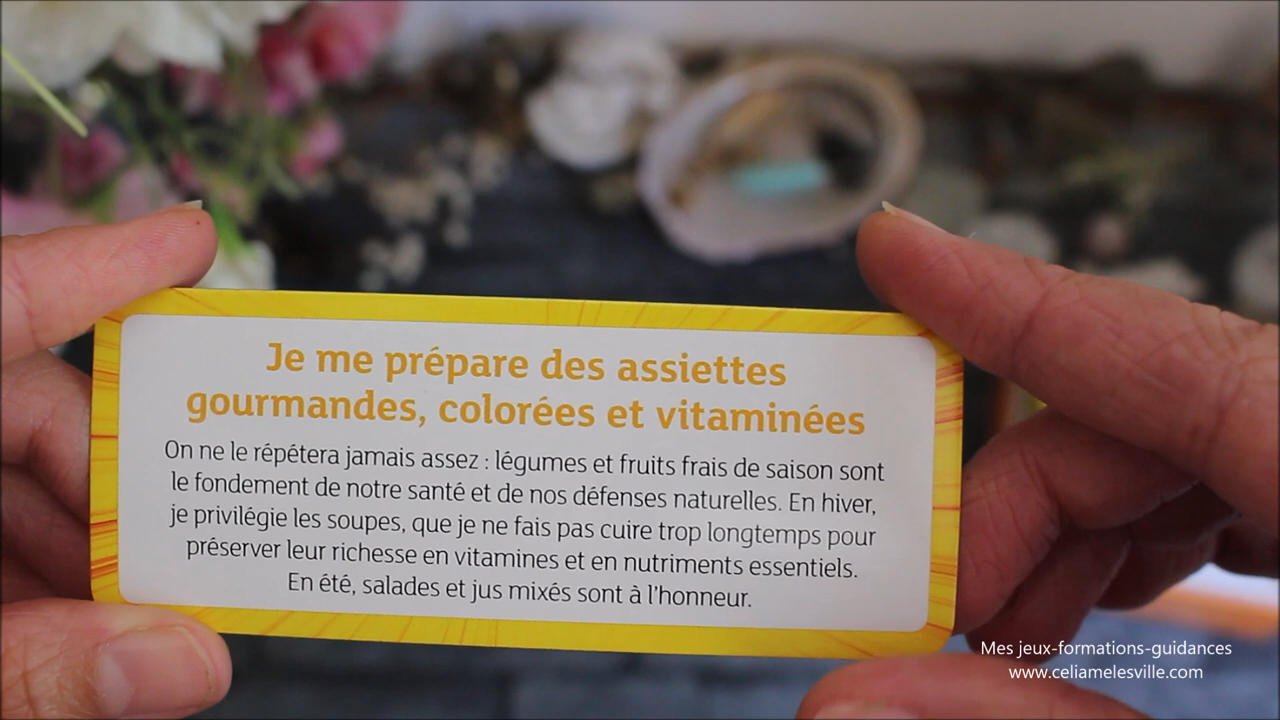 Je me prépare des assiettes
gourmandes, colorées et vitaminées
On ne le répétera jamais assez : légumes et fruits frais de saison sont
le fondement de notre santé et de nos défenses naturelles. En hiver,
je privilégie les soupes, que je ne fais pas cuire trop longtemps pour
préserver leur richesse en vitamines et en nutriments essentiels.
En été, salades et jus mixés sont à l'honneur.
Mes jeux-formations-guidances
www.celiamelesville.com